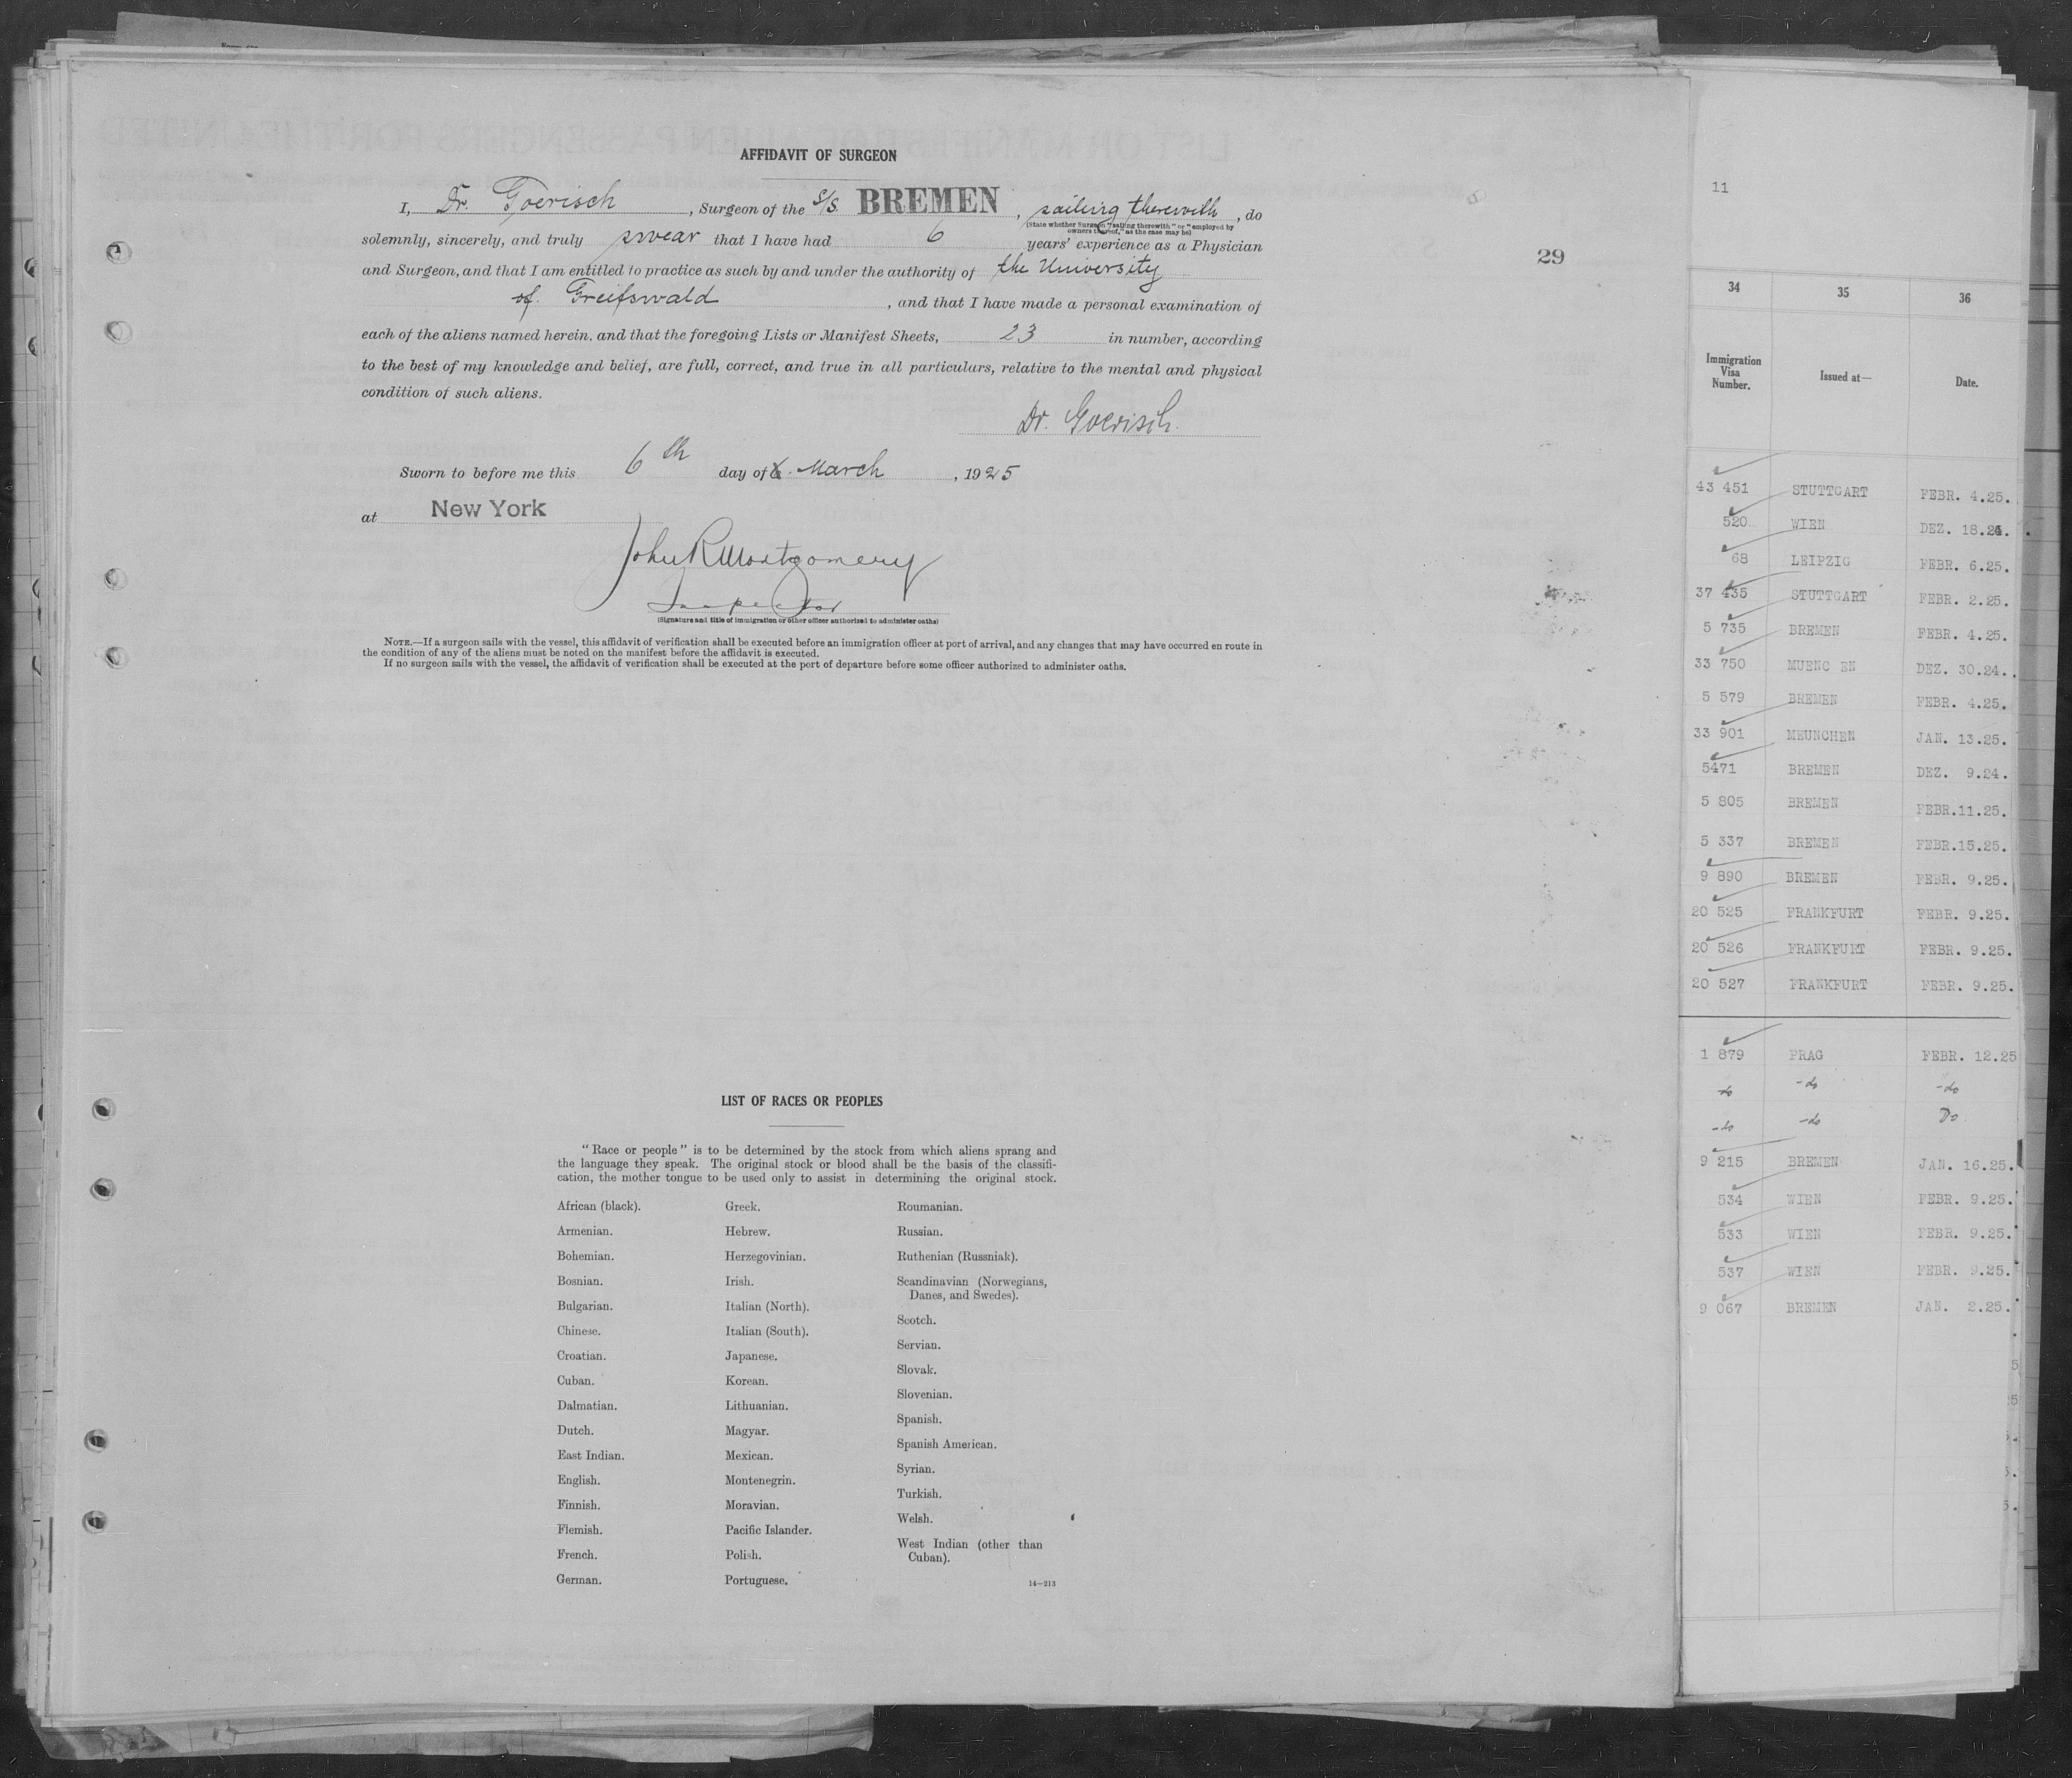 AFFIDAVIT OF SURGEON
I, Dr. Goerisch, Surgeon of the S/S. BREMEN, sailing therewith, do
(State whether Surgeon "sailing therewith" or "employed by
owners thereof," as the case may be)
solemnly, sincerely, and truly swear that I have had 6 years' experience as a Physician
and Surgeon, and that I am entitled to practice as such by and under the authority of the University
of Greifswald, and that I have made a personal examination of
each of the aliens named herein, and that the foregoing Lists or Manifest Sheets, 23 in number, according
to the best of my knowledge and belief, are full, correct, and true in all particulars, relative to the mental and physical
condition of such aliens.
Dr. Goerisch.
Sworn to before me this 6th day of March, 1925
at New York
John R Montgomery
Inspector
(Signature and title of immigration or other officer authorized to administer oaths)
NOTE.—If a surgeon sails with the vessel, this affidavit of verification shall be executed before an immigration officer at port of arrival, and any changes that may have occurred en route in
the condition of any of the aliens must be noted on the manifest before the affidavit is executed.
If no surgeon sails with the vessel, the affidavit of verification shall be executed at the port of departure before some officer authorized to administer oaths.
29
LIST OF RACES OR PEOPLES
"Race or people" is to be determined by the stock from which aliens sprang and
the language they speak. The original stock or blood shall be the basis of the classifi-
cation, the mother tongue to be used only to assist in determining the original stock.
African (black).
Armenian.
Bohemian.
Bosnian.
Bulgarian.
Chinese.
Croatian.
Cuban.
Dalmatian.
Dutch.
East Indian.
English.
Finnish.
Flemish.
French.
German.
Greek.
Hebrew.
Herzegovinian.
Irish.
Italian (North).
Italian (South).
Japanese.
Korean.
Lithuanian.
Magyar.
Mexican.
Montenegrin.
Moravian.
Pacific Islander.
Polish.
Portuguese.
Roumanian.
Russian.
Ruthenian (Russniak).
Scandinavian (Norwegians,
Danes, and Swedes).
Scotch.
Servian.
Slovak.
Slovenian.
Spanish.
Spanish American.
Syrian.
Turkish.
Welsh.
West Indian (other than
Cuban).
14—213
11
34 35 36
Immigration
Visa
Number.
Issued at—
Date.
43 451 STUTTGART FEBR. 4.25.
520 WIEN DEZ. 18.24.
68 LEIPZIG FEBR. 6.25.
37 435 STUTTGART FEBR. 2.25.
5 735 BREMEN FEBR. 4.25.
33 750 MUENC EN DEZ. 30.24.
5 579 BREMEN FEBR. 4.25.
33 901 MEUNCHEN JAN. 13.25.
5471 BREMEN DEZ. 9.24.
5 805 BREMEN FEBR.11.25.
5 337 BREMEN FEBR.15.25.
9 890 BREMEN FEBR. 9.25.
20 525 FRANKFURT FEBR. 9.25.
20 526 FRANKFURT FEBR. 9.25.
20 527 FRANKFURT FEBR. 9.25.
1 879 PRAG FEBR. 12.25
-do -do -do
-do -do Do
9 215 BREMEN JAN. 16.25.
534 WIEN FEBR. 9.25.
533 WIEN FEBR. 9.25.
537 WIEN FEBR. 9.25.
9 067 BREMEN JAN. 2.25.